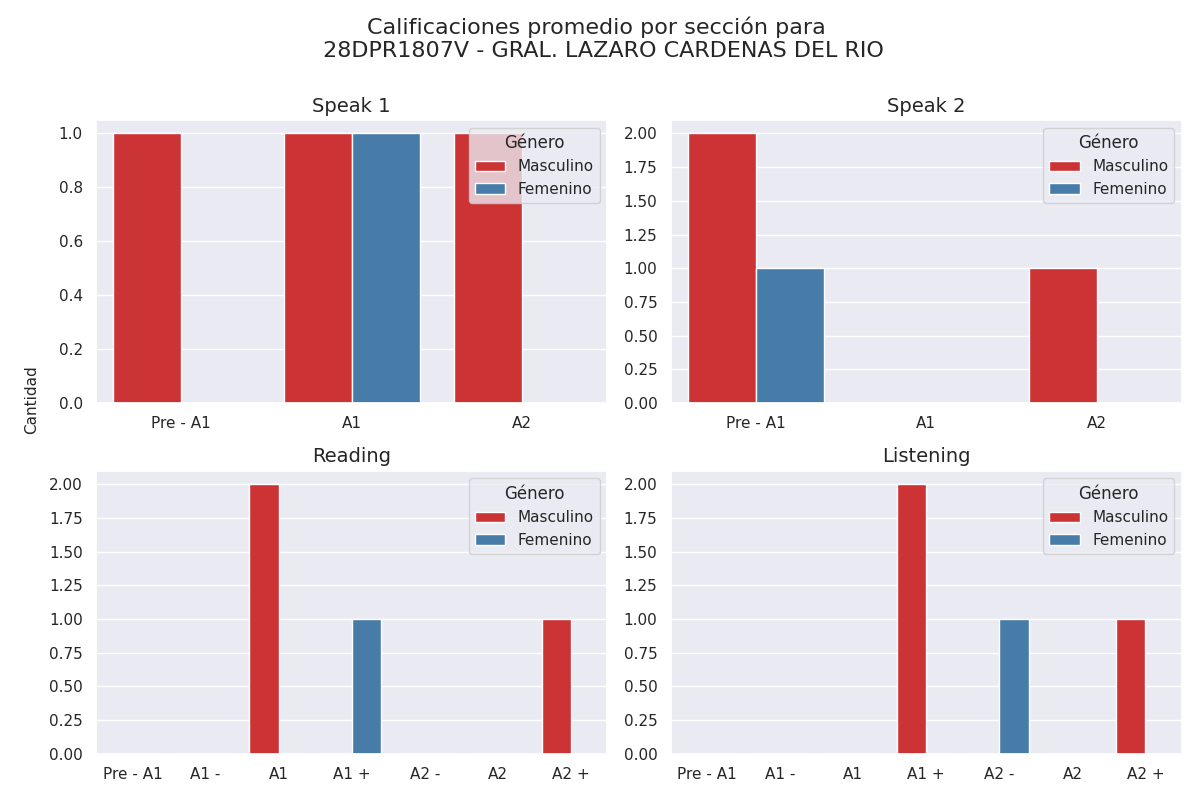 Calificaciones promedio por sección para
28DPR1807V - GRAL. LAZARO CARDENAS DEL RIO
Cantidad
Speak 1
1.0
0.8
0.6
0.4
0.2
0.0
Pre - A1 A1 A2
Género
Masculino
Femenino
Speak 2
2.00
1.75
1.50
1.25
1.00
0.75
0.50
0.25
0.00
Pre - A1 A1 A2
Género
Masculino
Femenino
Reading
2.00
1.75
1.50
1.25
1.00
0.75
0.50
0.25
0.00
Pre - A1 A1 - A1 A1 + A2 - A2 A2 +
Género
Masculino
Femenino
Listening
2.00
1.75
1.50
1.25
1.00
0.75
0.50
0.25
0.00
Pre - A1 A1 - A1 A1 + A2 - A2 A2 +
Género
Masculino
Femenino